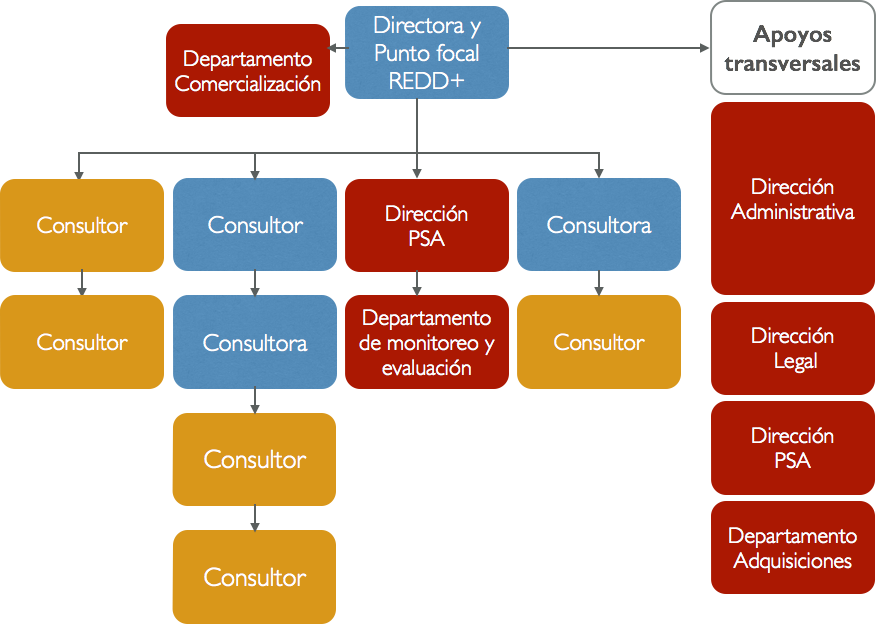 Directora y
Punto focal
REDD+
Departamento
Comercialización
Apoyos
transversales
Consultor
Consultor
Dirección
PSA
Consultora
Consultor
Consultora
Departamento
de monitoreo y
evaluación
Consultor
Consultor
Consultor
Dirección
Administrativa
Dirección
Legal
Dirección
PSA
Departamento
Adquisiciones